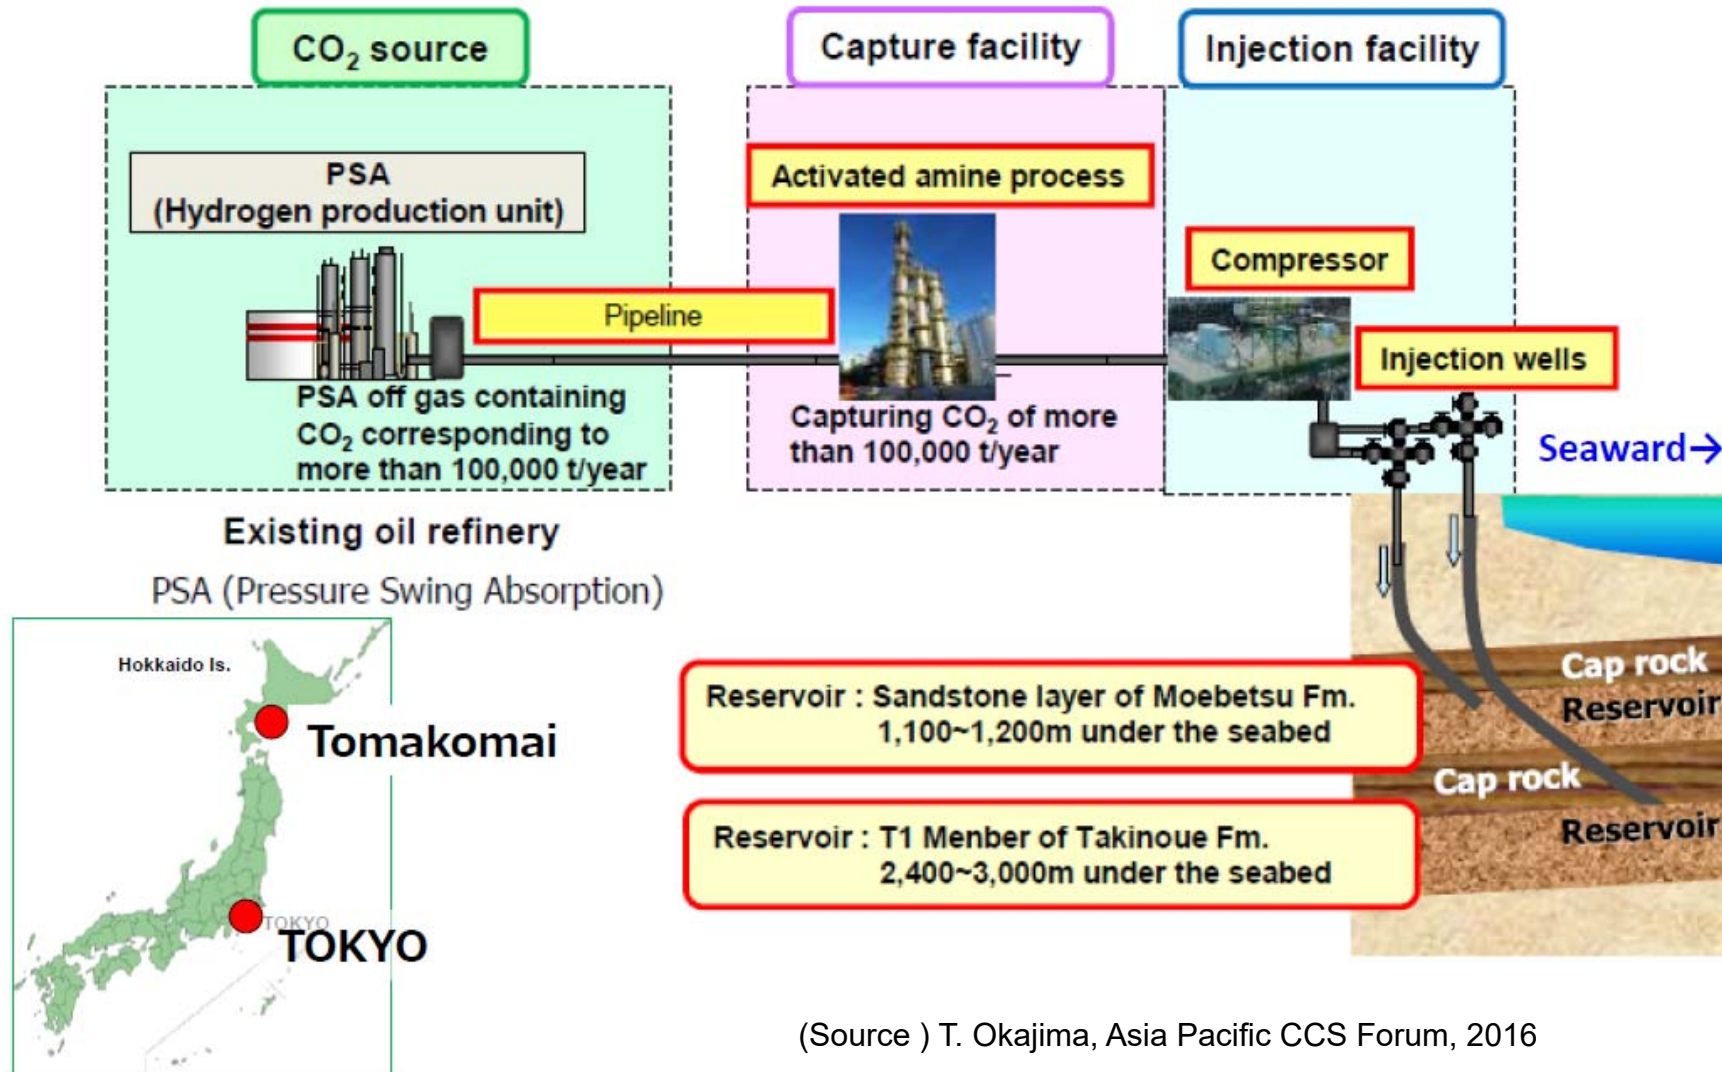 CO₂ source
Capture facility
Injection facility
PSA
(Hydrogen production unit)
Activated amine process
Compressor
Pipeline
Injection wells
PSA off gas containing
CO₂ corresponding to
more than 100,000 t/year
Capturing CO₂ of more
than 100,000 t/year
Seaward→
Existing oil refinery
PSA (Pressure Swing Absorption)
Hokkaido Is.
Tomakomai
TOKYO
TOKYO
Reservoir : Sandstone layer of Moebetsu Fm.
1,100~1,200m under the seabed
Cap rock
Reservoir
Cap rock
Reservoir : T1 Menber of Takinoue Fm.
2,400~3,000m under the seabed
Reservoir
(Source ) T. Okajima, Asia Pacific CCS Forum, 2016